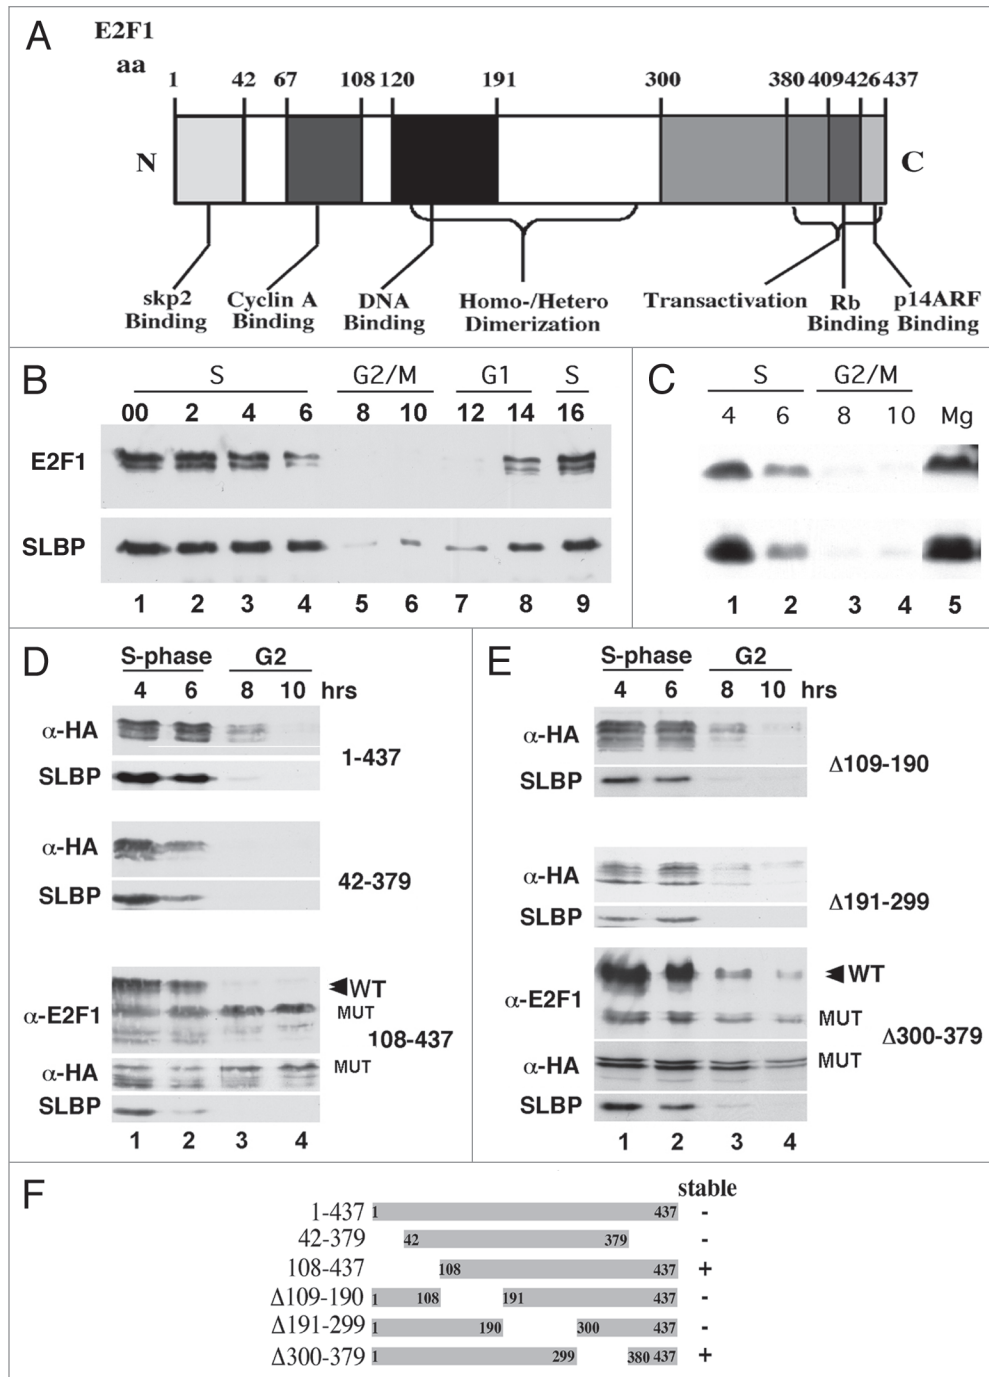 A
E2F1
aa
1 42 67 108 120 191 300 380 409 426 437
N C
skp2 Binding
Cyclin A Binding
DNA Binding
Homo-/Hetero Dimerization
Transactivation
Rb Binding
p14ARF Binding
B
S G2/M G1 S
00 2 4 6 8 10 12 14 16
E2F1
SLBP
1 2 3 4 5 6 7 8 9
C
S G2/M
4 6 8 10 Mg
1 2 3 4 5
D
S-phase G2
4 6 8 10 hrs
α-HA
1-437
SLBP
α-HA
42-379
SLBP
WT
α-E2F1 MUT
108-437
α-HA MUT
SLBP
1 2 3 4
E
S-phase G2
4 6 8 10 hrs
α-HA
Δ109-190
SLBP
α-HA
Δ191-299
SLBP
WT
α-E2F1
MUT
Δ300-379
α-HA MUT
SLBP
1 2 3 4
F
stable
1-437 1 437 -
42-379 42 379 -
108-437 108 437 +
Δ109-190 1 108 191 437 -
Δ191-299 1 190 300 437 -
Δ300-379 1 299 380 437 +